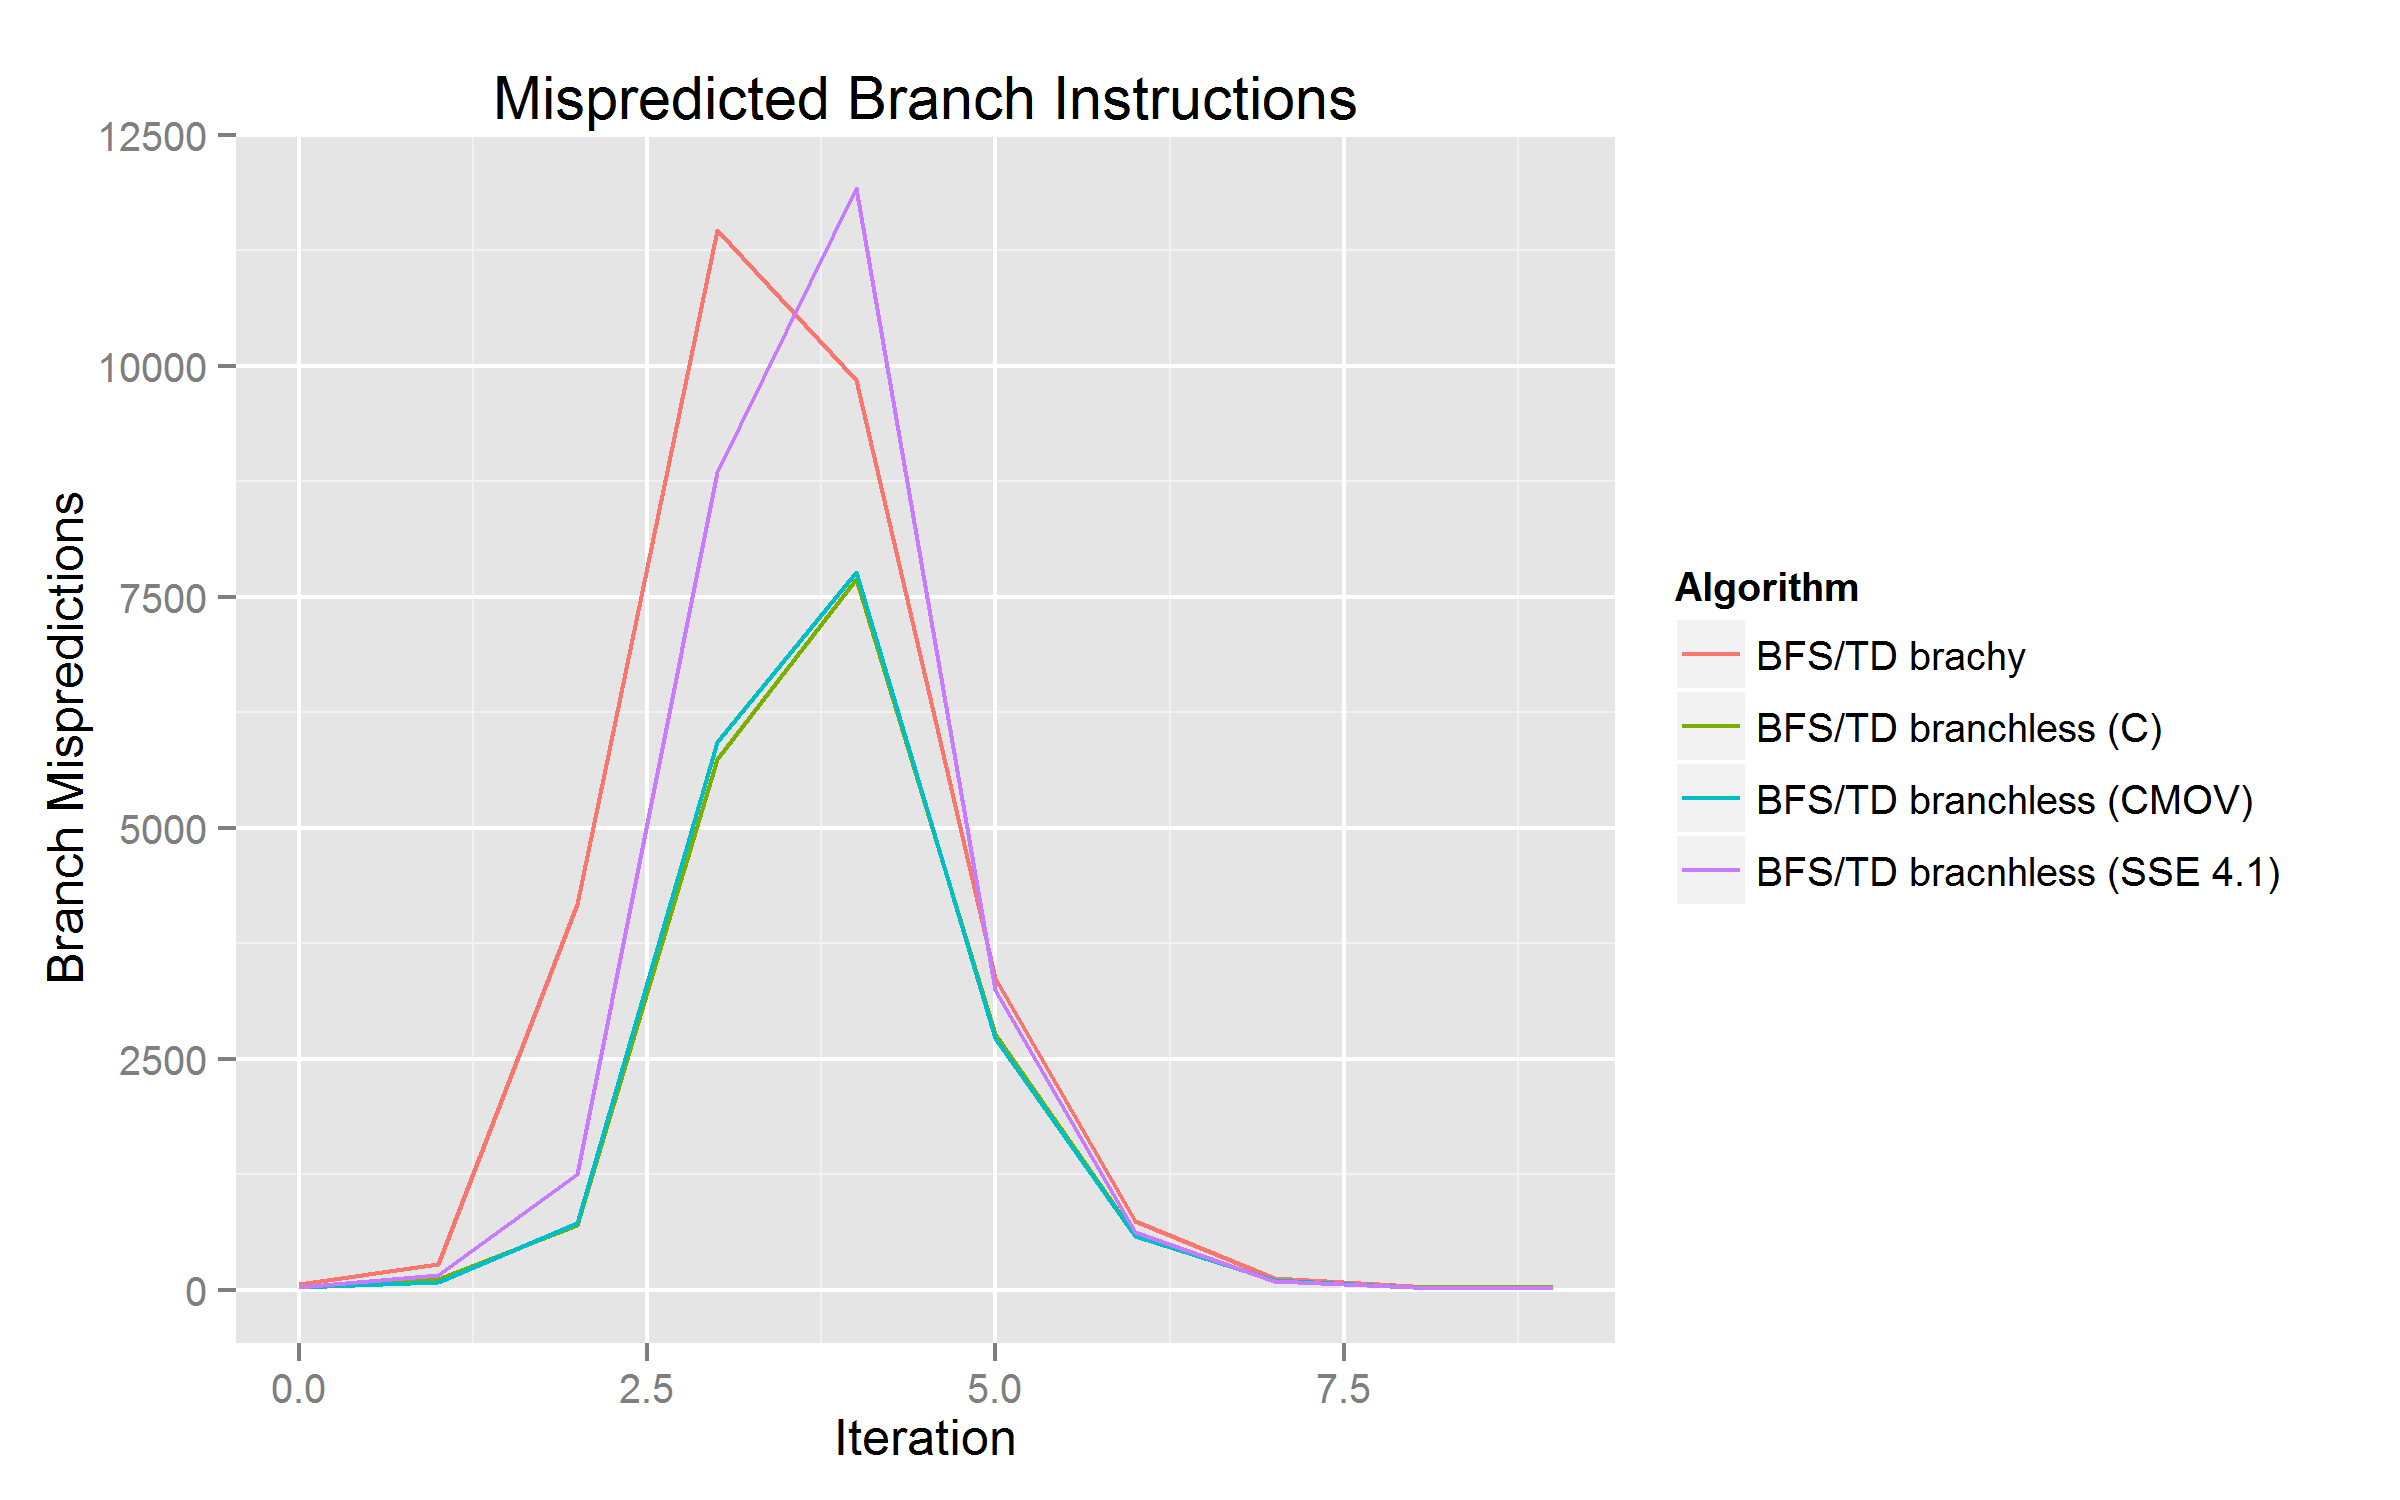 Mispredicted Branch Instructions
12500
10000
7500
5000
2500
0
Branch Mispredictions
0.0 2.5 5.0 7.5
Iteration
Algorithm
BFS/TD brachy
BFS/TD branchless (C)
BFS/TD branchless (CMOV)
BFS/TD bracnhless (SSE 4.1)